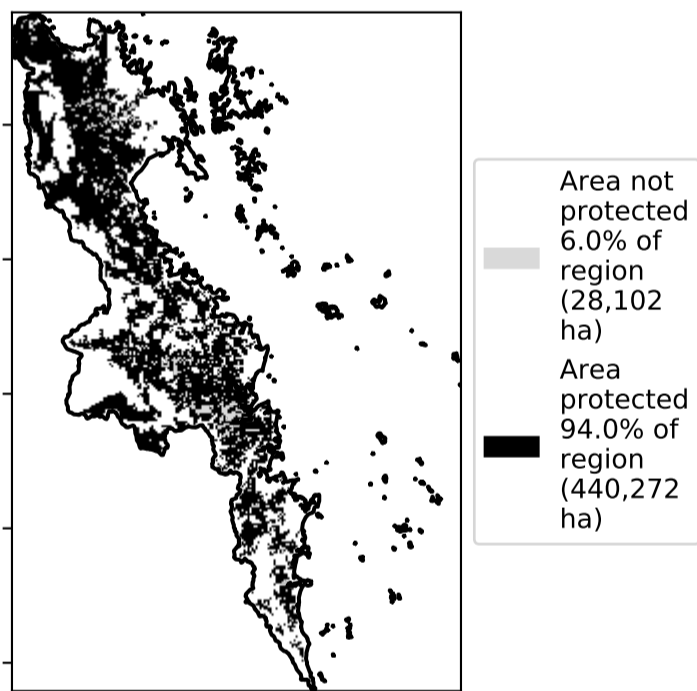 Area not
protected
6.0% of
region
(28,102
ha)
Area
protected
94.0% of
region
(440,272
ha)